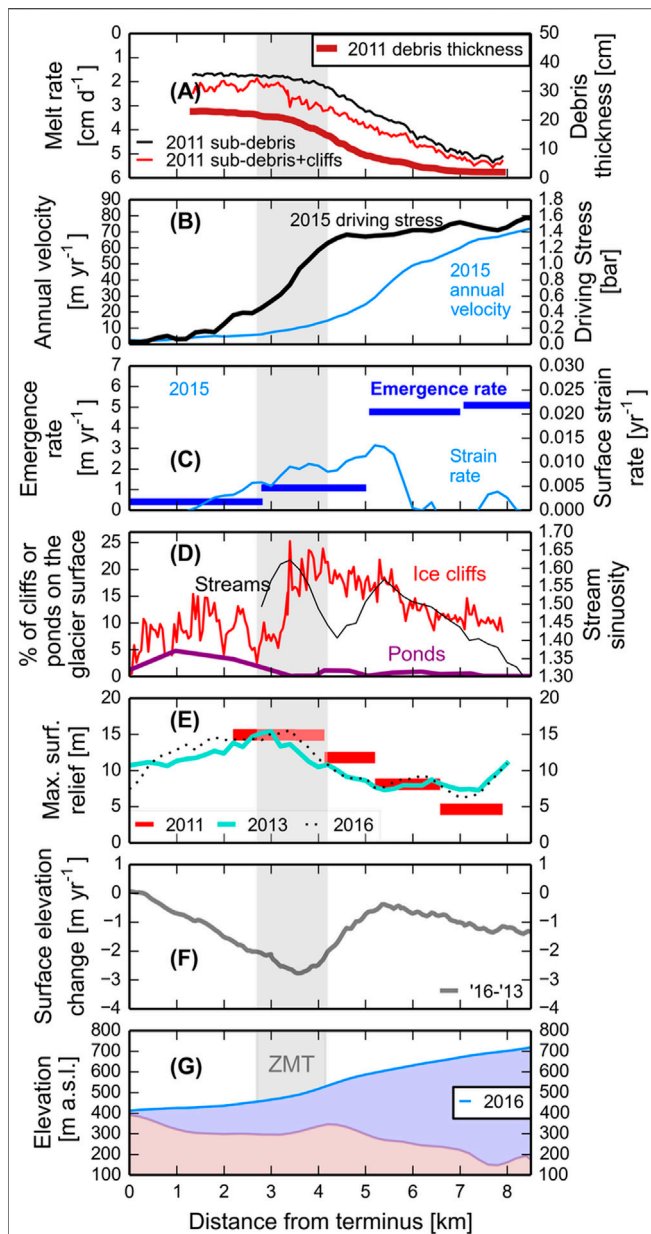 0
1
2
3
4
5
6
Melt rate
[cm d⁻¹]
(A)
2011 debris thickness
2011 sub-debris
2011 sub-debris+cliffs
50
40
30
20
10
0
Debris
thickness [cm]
90
80
70
60
50
40
30
20
10
0
Annual velocity
[m yr⁻¹]
(B)
2015 driving stress
2015
annual
velocity
1.8
1.6
1.4
1.2
1.0
0.8
0.6
0.4
0.2
0.0
Driving Stress
[bar]
7
6
5
4
3
2
1
0
Emergence
rate
[m yr⁻¹]
2015
Emergence rate
(C)
Strain
rate
0.030
0.025
0.020
0.015
0.010
0.005
0.000
Surface strain
rate [yr⁻¹]
30
25
20
15
10
5
0
% of cliffs or
ponds on the
glacier surface
(D)
Streams
Ice cliffs
Ponds
1.70
1.65
1.60
1.55
1.50
1.45
1.40
1.35
1.30
Stream
sinuosity
20
15
10
5
0
Max. surf.
relief [m]
(E)
2011
2013
2016
20
15
10
5
0
1
0
−1
−2
−3
−4
Surface elevation
change [m yr⁻¹]
(F)
'16-'13
1
0
−1
−2
−3
−4
800
700
600
500
400
300
200
100
Elevation
[m a.s.l.]
(G)
ZMT
2016
800
700
600
500
400
300
200
100
0 1 2 3 4 5 6 7 8
Distance from terminus [km]